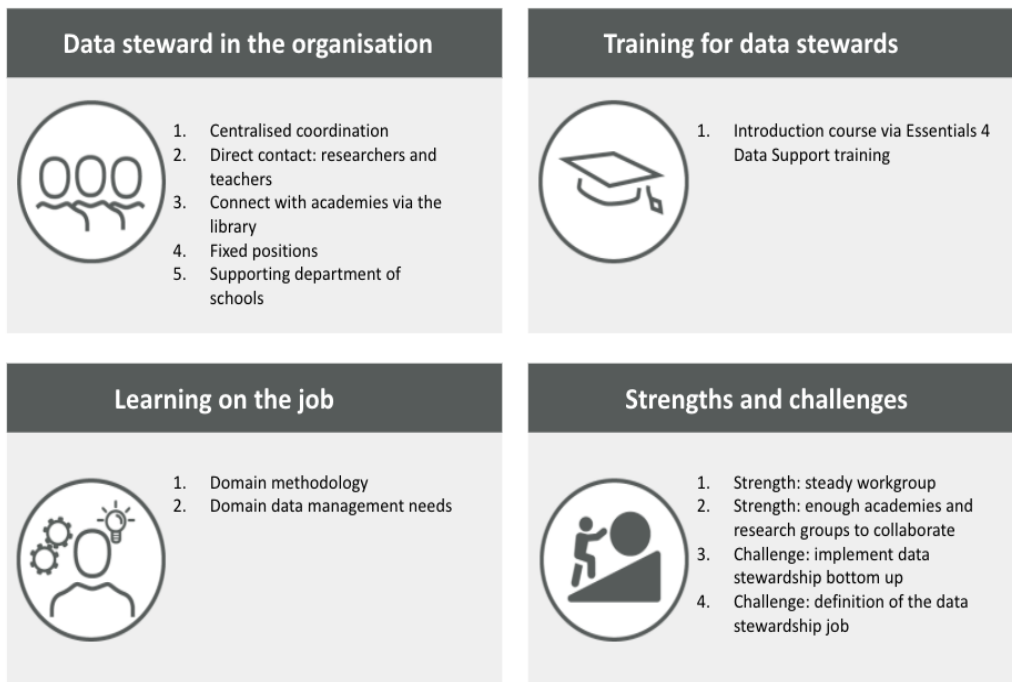 Data steward in the organisation
1. Centralised coordination
2. Direct contact: researchers and
teachers
3. Connect with academies via the
library
4. Fixed positions
5. Supporting department of
schools
Training for data stewards
1. Introduction course via Essentials 4
Data Support training
Learning on the job
1. Domain methodology
2. Domain data management needs
Strengths and challenges
1. Strength: steady workgroup
2. Strength: enough academies and
research groups to collaborate
3. Challenge: implement data
stewardship bottom up
4. Challenge: definition of the data
stewardship job